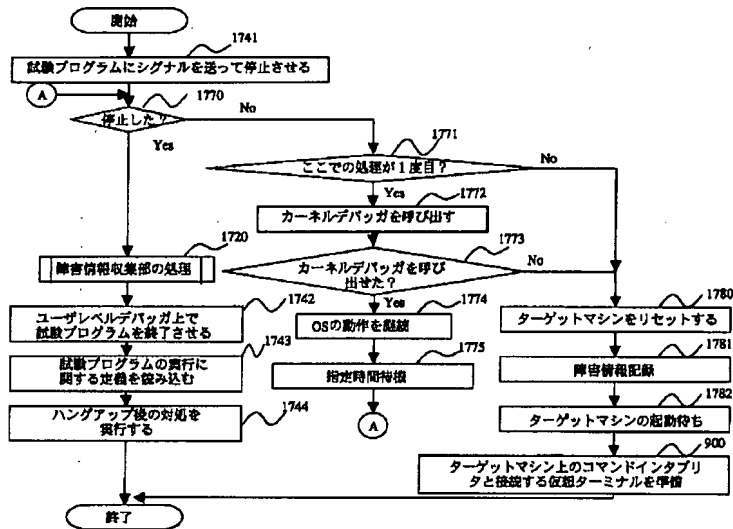 開始
1741
試験プログラムにシグナルを送って停止させる
A
1770
停止した?
No
Yes
1771
ここでの処理が1度目?
No
Yes
1772
カーネルデバッガを呼び出す
1773
カーネルデバッガを呼び
出せた?
No
Yes
1720
障害情報収集部の処理
1742
ユーザレベルデバッガ上で
試験プログラムを終了させる
1743
試験プログラムの実行に
関する定義を読み込む
1744
ハングアップ後の対処を
実行する
1774
OSの動作を継続
1775
指定時間待機
A
1780
ターゲットマシンをリセットする
1781
障害情報記録
1782
ターゲットマシンの起動待ち
900
ターゲットマシン上のコマンドインタプリ
タと接続する仮想ターミナルを準備
終了